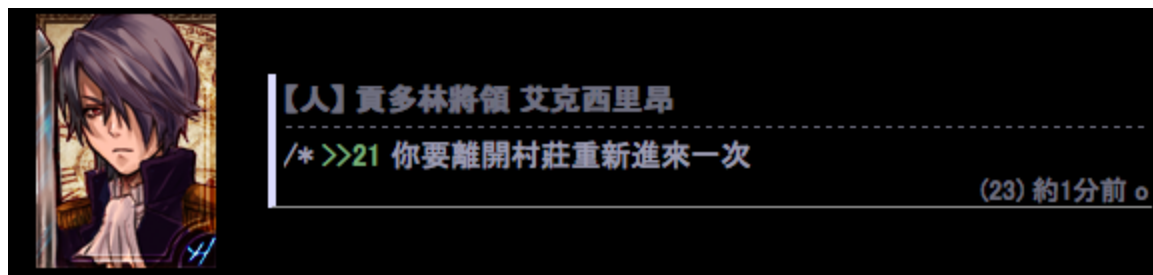 【人】 貢多林將領 艾克西里昂
/* >>21 你要離開村莊重新進來一次
(23) 約1分前 o